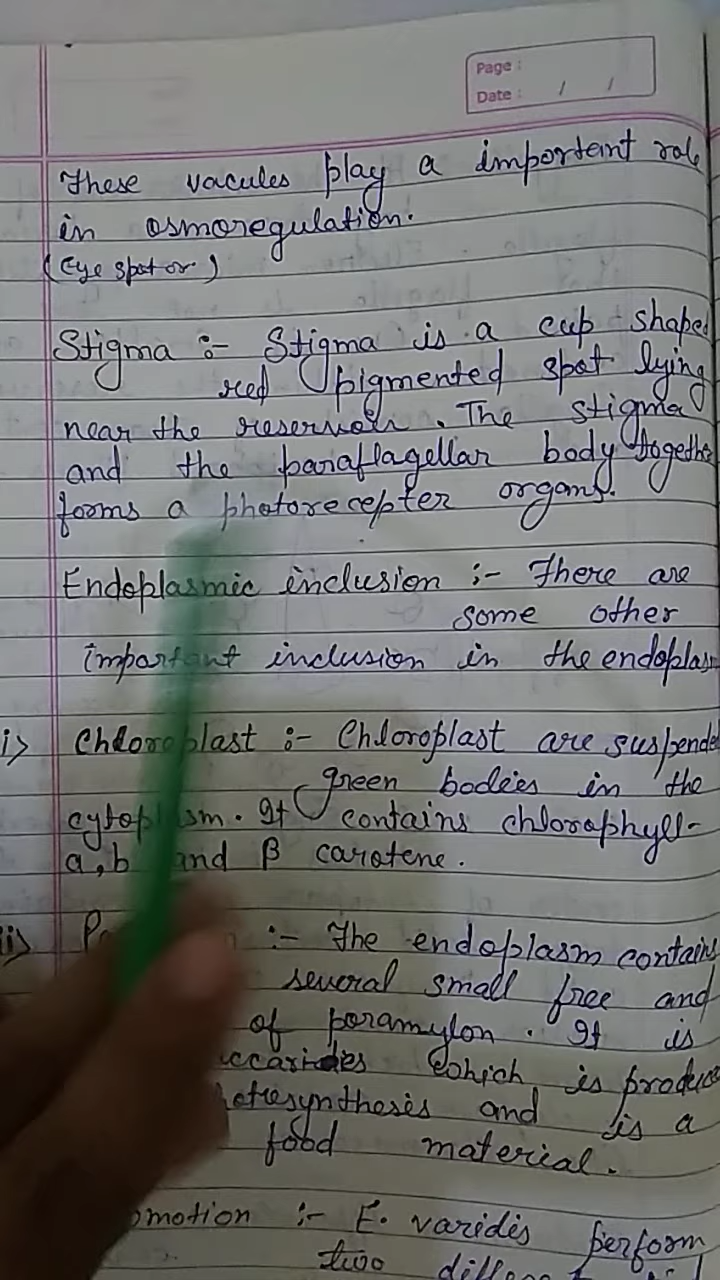 Page :
Date : / /
These vacules play a importent role
in osmoregulation.
(Eye spot or)
Stigma :- Stigma is a cup - shaped
red pigmented spot lying
near the reservoir. The stigma
and the paraflagellar body together
forms a photorecepter organs.
Endoplasmic inclusion :- There are
some other
important inclusion in the endoplasm
i> Chloroplast :- Chloroplast are suspended
green bodies in the
cytoplasm. It contains chloraphyll-
a, b and β carotene.
:- The endoplasm contains
several small free and
of paramylon. It is
which is produce
and is a
food material.
:- E. varidis perform
two